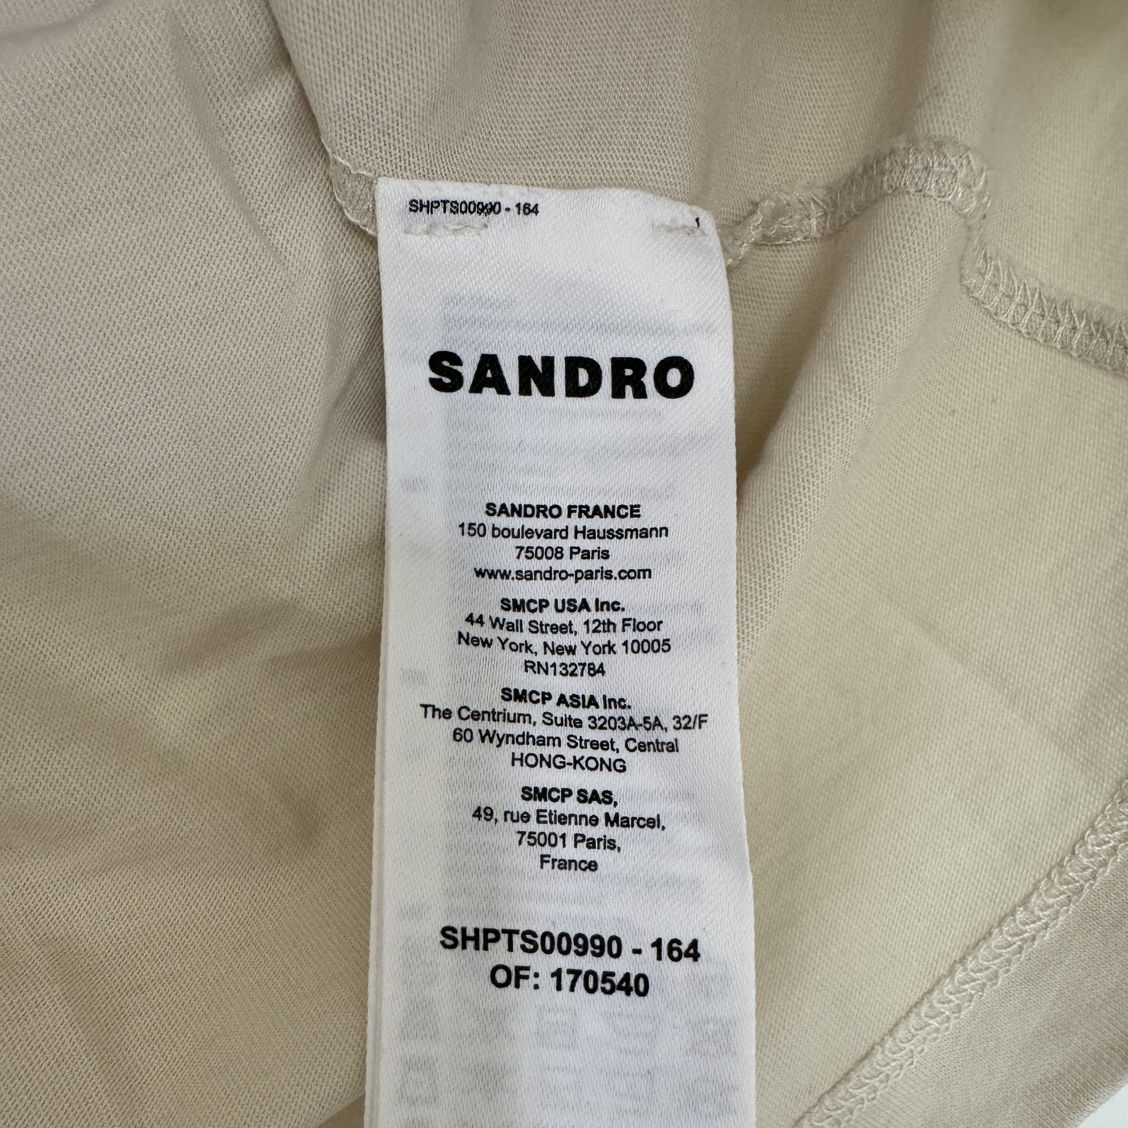 SHPTS00990 - 164
1
SANDRO
SANDRO FRANCE
150 boulevard Haussmann
75008 Paris
www.sandro-paris.com
SMCP USA Inc.
44 Wall Street, 12th Floor
New York, New York 10005
RN132784
SMCP ASIA Inc.
The Centrium, Suite 3203A-5A, 32/F
60 Wyndham Street, Central
HONG-KONG
SMCP SAS,
49, rue Etienne Marcel,
75001 Paris,
France
SHPTS00990 - 164
OF: 170540